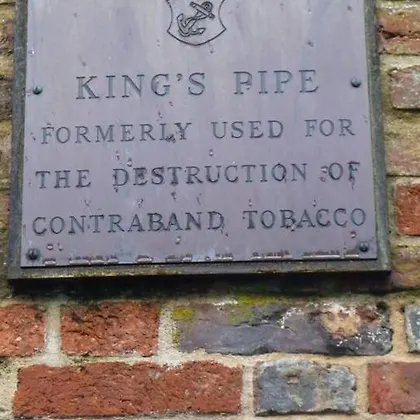 KING'S PIPE
FORMERLY USED FOR
THE DESTRUCTION OF
CONTRABAND TOBACCO